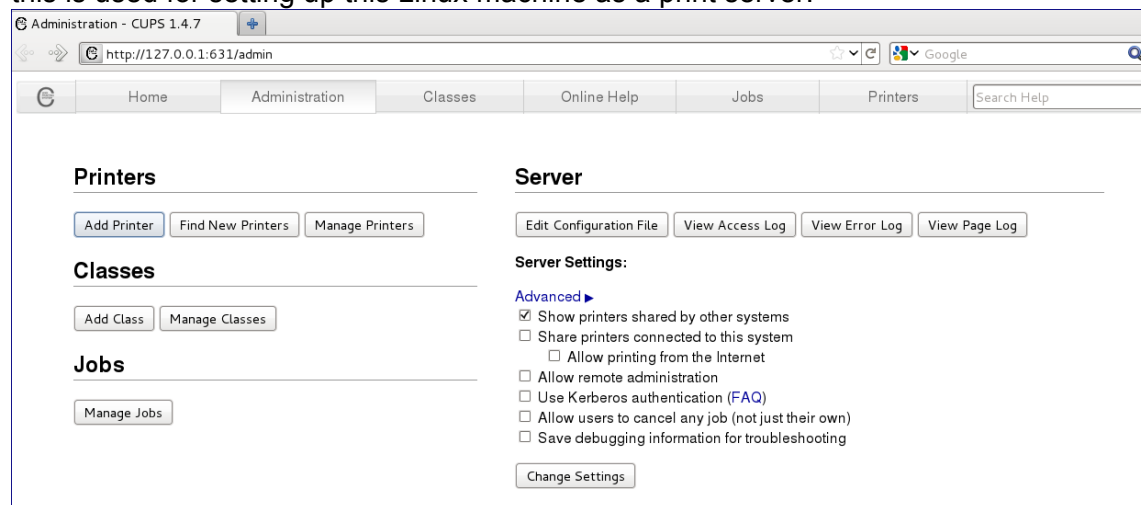 this is used for setting up this Linux machine as a print server.
Administration - CUPS 1.4.7
http://127.0.0.1:631/admin
Google
Home Administration Classes Online Help Jobs Printers Search Help
Printers
Add Printer Find New Printers Manage Printers
Classes
Add Class Manage Classes
Jobs
Manage Jobs
Server
Edit Configuration File View Access Log View Error Log View Page Log
Server Settings:
Advanced ▶
Show printers shared by other systems
Share printers connected to this system
Allow printing from the Internet
Allow remote administration
Use Kerberos authentication (FAQ)
Allow users to cancel any job (not just their own)
Save debugging information for troubleshooting
Change Settings